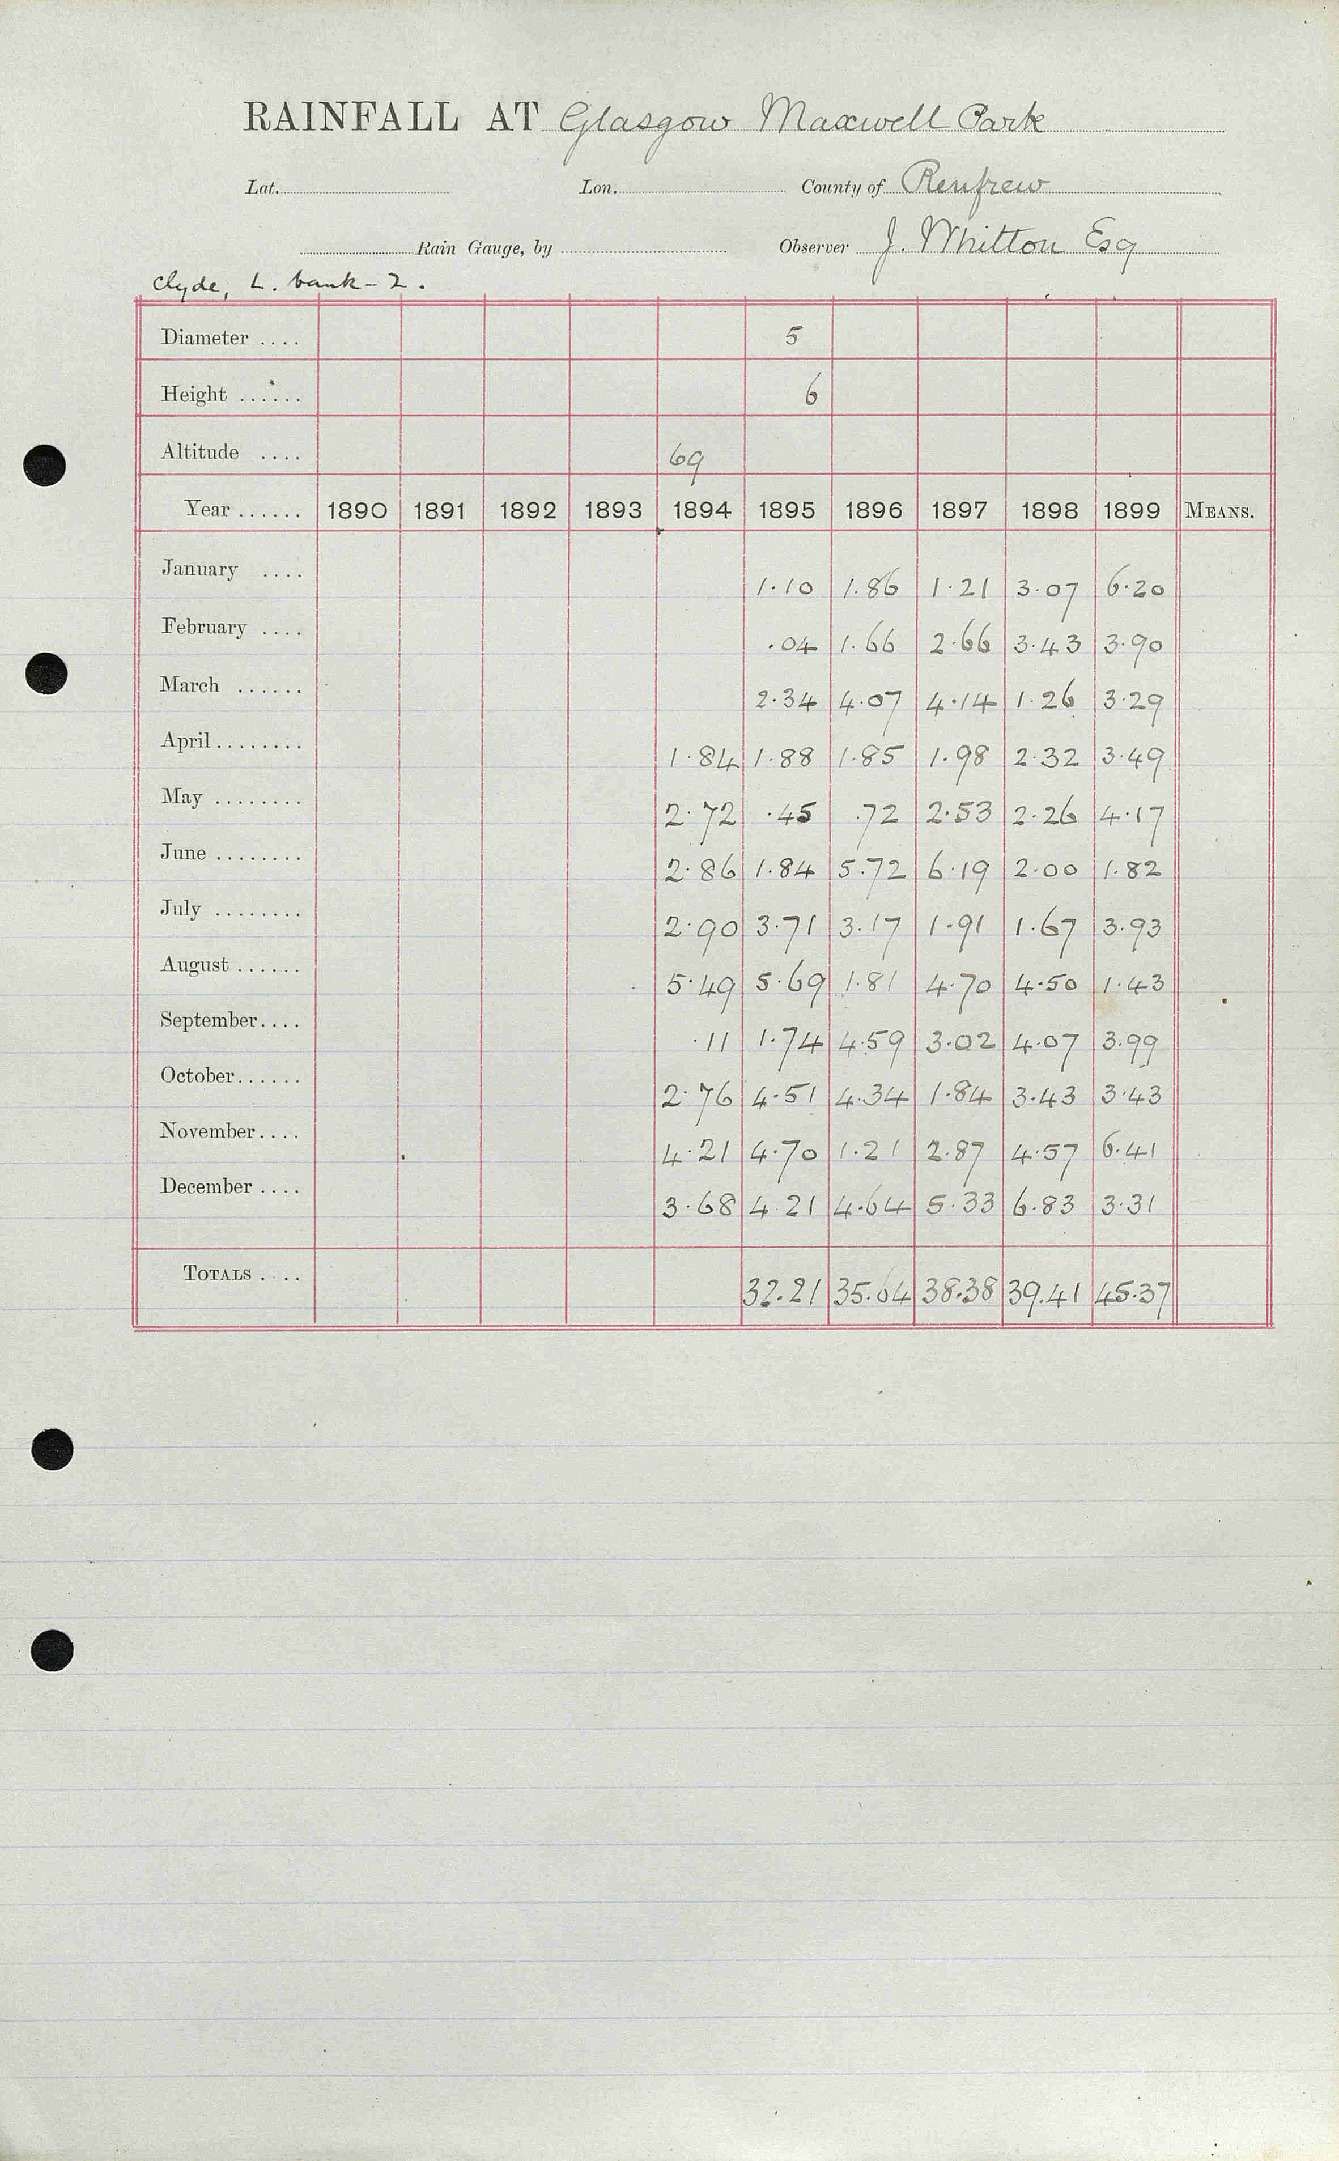 RAINFALL AT Glasgow Maxwell Park
Lat. Lon. County of Renfrew
Rain Gauge, by Observer J. Whitton Esq
Clyde, L. bank - 2.
Diameter .... 5
Height ...... 6
Altitude .... 69
Year ...... 1890 1891 1892 1893 1894 1895 1896 1897 1898 1899 MEANS.
January .... 1.10 1.86 1.21 3.07 6.20
February .... .04 1.66 2.66 3.43 3.90
March ...... 2.34 4.07 4.14 1.26 3.29
April........ 1.84 1.88 1.85 1.98 2.32 3.49
May ........ 2.72 .45 .72 2.53 2.26 4.17
June ........ 2.86 1.84 5.72 6.19 2.00 1.82
July ........ 2.90 3.71 3.17 1.91 1.67 3.93
August...... 5.49 5.69 1.81 4.70 4.50 1.43
September.... .11 1.74 4.59 3.02 4.07 3.99
October...... 2.76 4.51 4.34 1.84 3.43 3.43
November.... 4.21 4.70 1.21 2.87 4.57 6.41
December .... 3.68 4.21 4.64 5.33 6.83 3.31
TOTALS .... 32.21 35.64 38.38 39.41 45.37